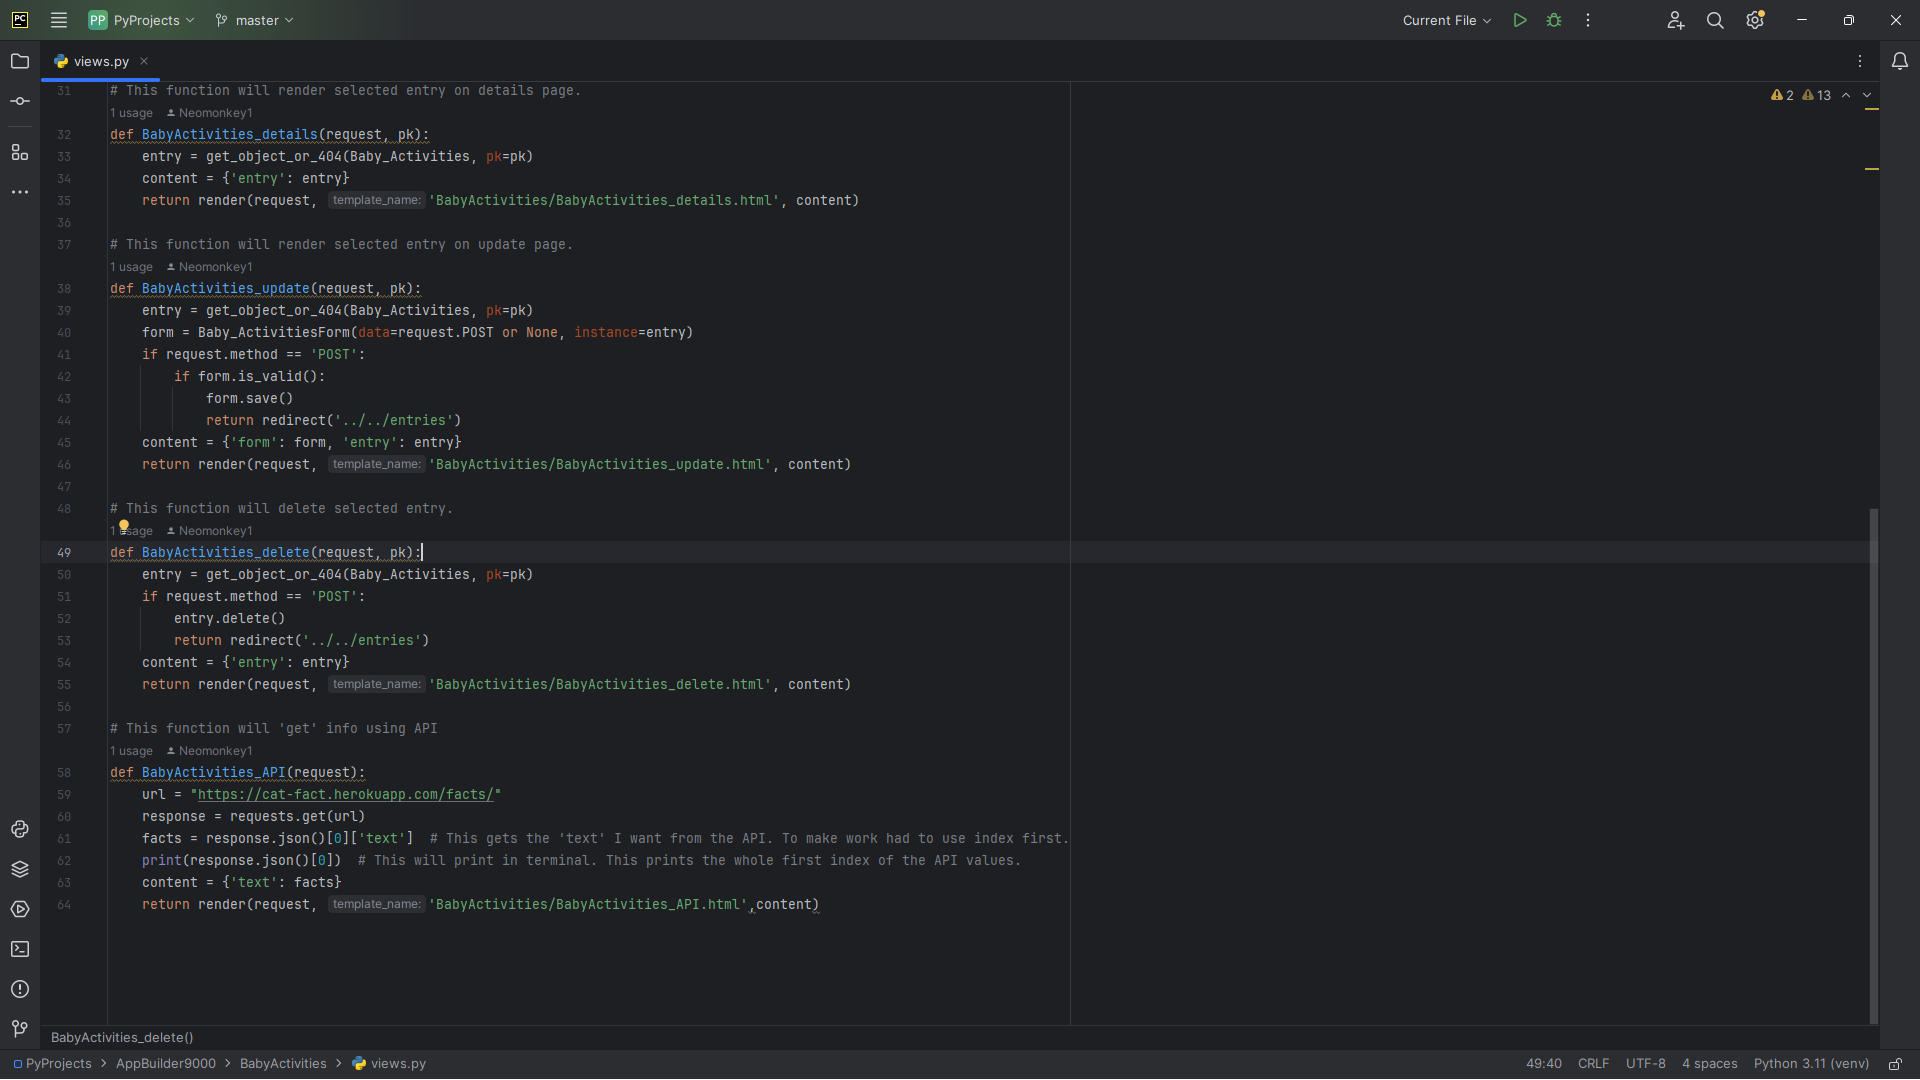 PC PP PyProjects master Current File
views.py
2 13
31 # This function will render selected entry on details page.
1 usage Neomonkey1
32 def BabyActivities_details(request, pk):
33 entry = get_object_or_404(Baby_Activities, pk=pk)
34 content = {'entry': entry}
35 return render(request, template_name: 'BabyActivities/BabyActivities_details.html', content)
36
37 # This function will render selected entry on update page.
1 usage Neomonkey1
38 def BabyActivities_update(request, pk):
39 entry = get_object_or_404(Baby_Activities, pk=pk)
40 form = Baby_ActivitiesForm(data=request.POST or None, instance=entry)
41 if request.method == 'POST':
42 if form.is_valid():
43 form.save()
44 return redirect('../../entries')
45 content = {'form': form, 'entry': entry}
46 return render(request, template_name: 'BabyActivities/BabyActivities_update.html', content)
47
48 # This function will delete selected entry.
1 usage Neomonkey1
49 def BabyActivities_delete(request, pk):
50 entry = get_object_or_404(Baby_Activities, pk=pk)
51 if request.method == 'POST':
52 entry.delete()
53 return redirect('../../entries')
54 content = {'entry': entry}
55 return render(request, template_name: 'BabyActivities/BabyActivities_delete.html', content)
56
57 # This function will 'get' info using API
1 usage Neomonkey1
58 def BabyActivities_API(request):
59 url = "https://cat-fact.herokuapp.com/facts/"
60 response = requests.get(url)
61 facts = response.json()[0]['text'] # This gets the 'text' I want from the API. To make work had to use index first.
62 print(response.json()[0]) # This will print in terminal. This prints the whole first index of the API values.
63 content = {'text': facts}
64 return render(request, template_name: 'BabyActivities/BabyActivities_API.html',content)
BabyActivities_delete()
PyProjects > AppBuilder9000 > BabyActivities > views.py 49:40 CRLF UTF-8 4 spaces Python 3.11 (venv)